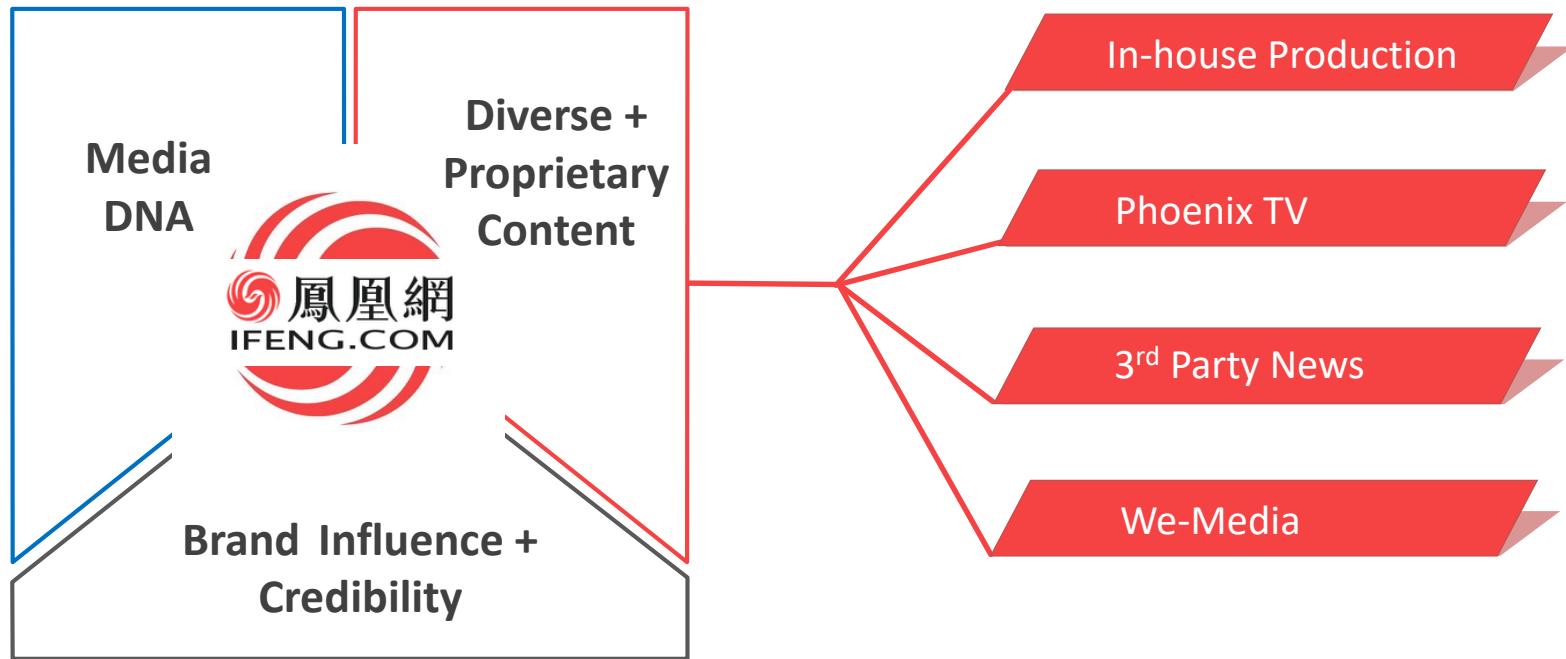 Media
DNA
Diverse +
Proprietary
Content
鳳凰網
IFENG.COM
Brand Influence +
Credibility
In-house Production
Phoenix TV
3rd Party News
We-Media